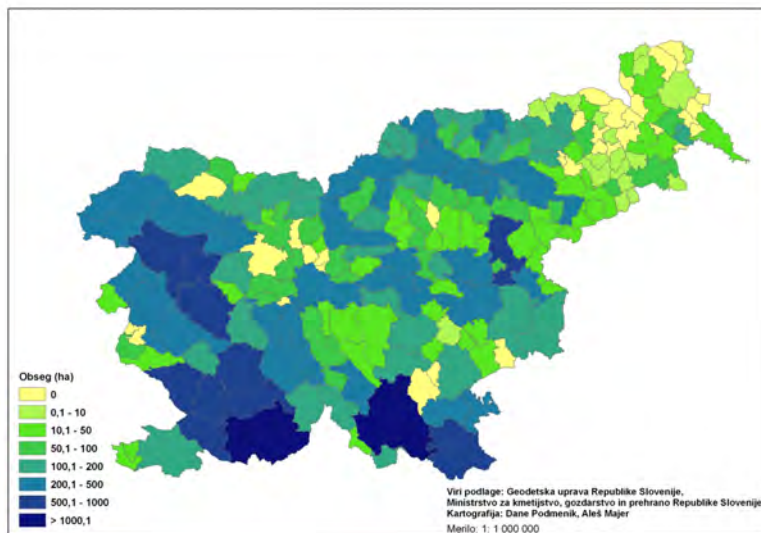 Obseg (ha)
0
0,1 - 10
10,1 - 50
50,1 - 100
100,1 - 200
200,1 - 500
500,1 - 1000
> 1000,1
Viri podlage: Geodetska uprava Republike Slovenije,
Ministrstvo za kmetijstvo, gozdarstvo in prehrano Republike Slovenije
Kartografija: Dane Podmenik, Aleš Majer
Merilo: 1: 1 000 000